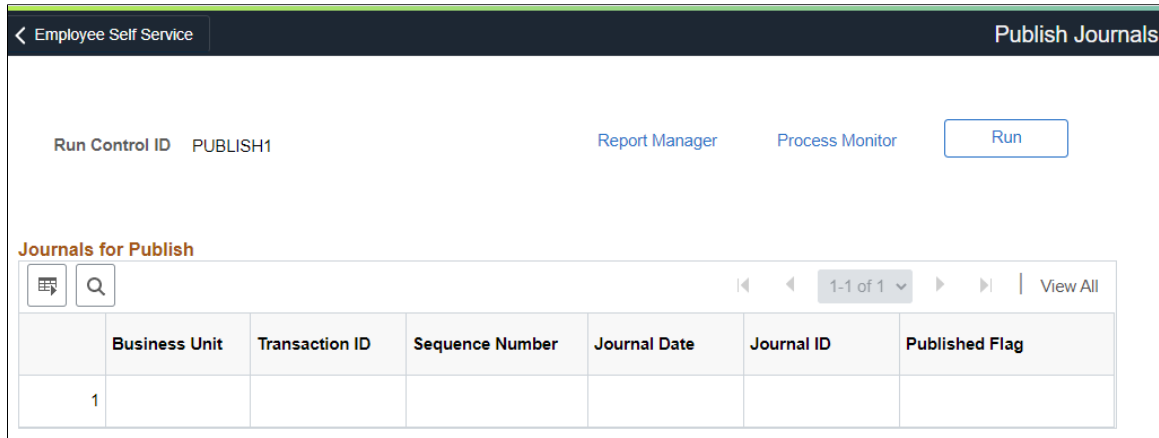 Employee Self Service
Publish Journals
Run Control ID PUBLISH1 Report Manager Process Monitor Run
Journals for Publish
1-1 of 1 | View All
Business Unit Transaction ID Sequence Number Journal Date Journal ID Published Flag
1